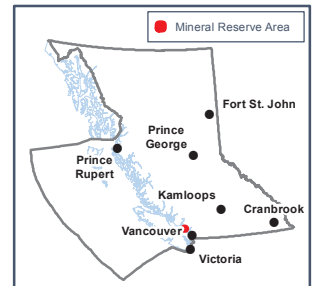 Mineral Reserve Area
Fort St. John
Prince
George
Prince
Rupert
Kamloops
Cranbrook
Vancouver
Victoria